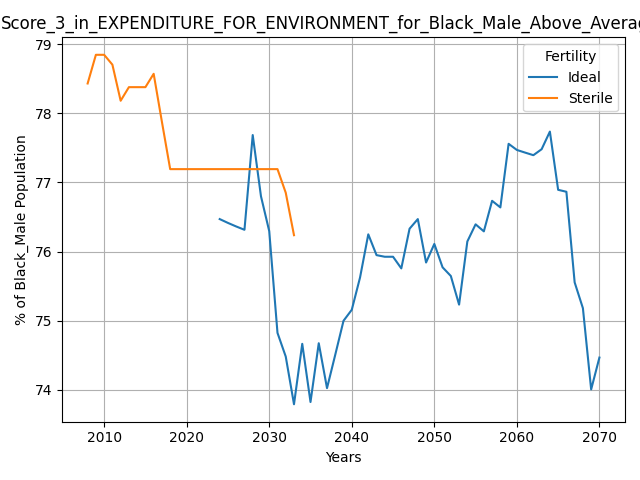 Score_3_in_EXPENDITURE_FOR_ENVIRONMENT_for_Black_Male_Above_Avera
Fertility
Ideal
Sterile
% of Black_Male Population
79
78
77
76
75
74
2010
2020
2030
2040
2050
2060
2070
Years